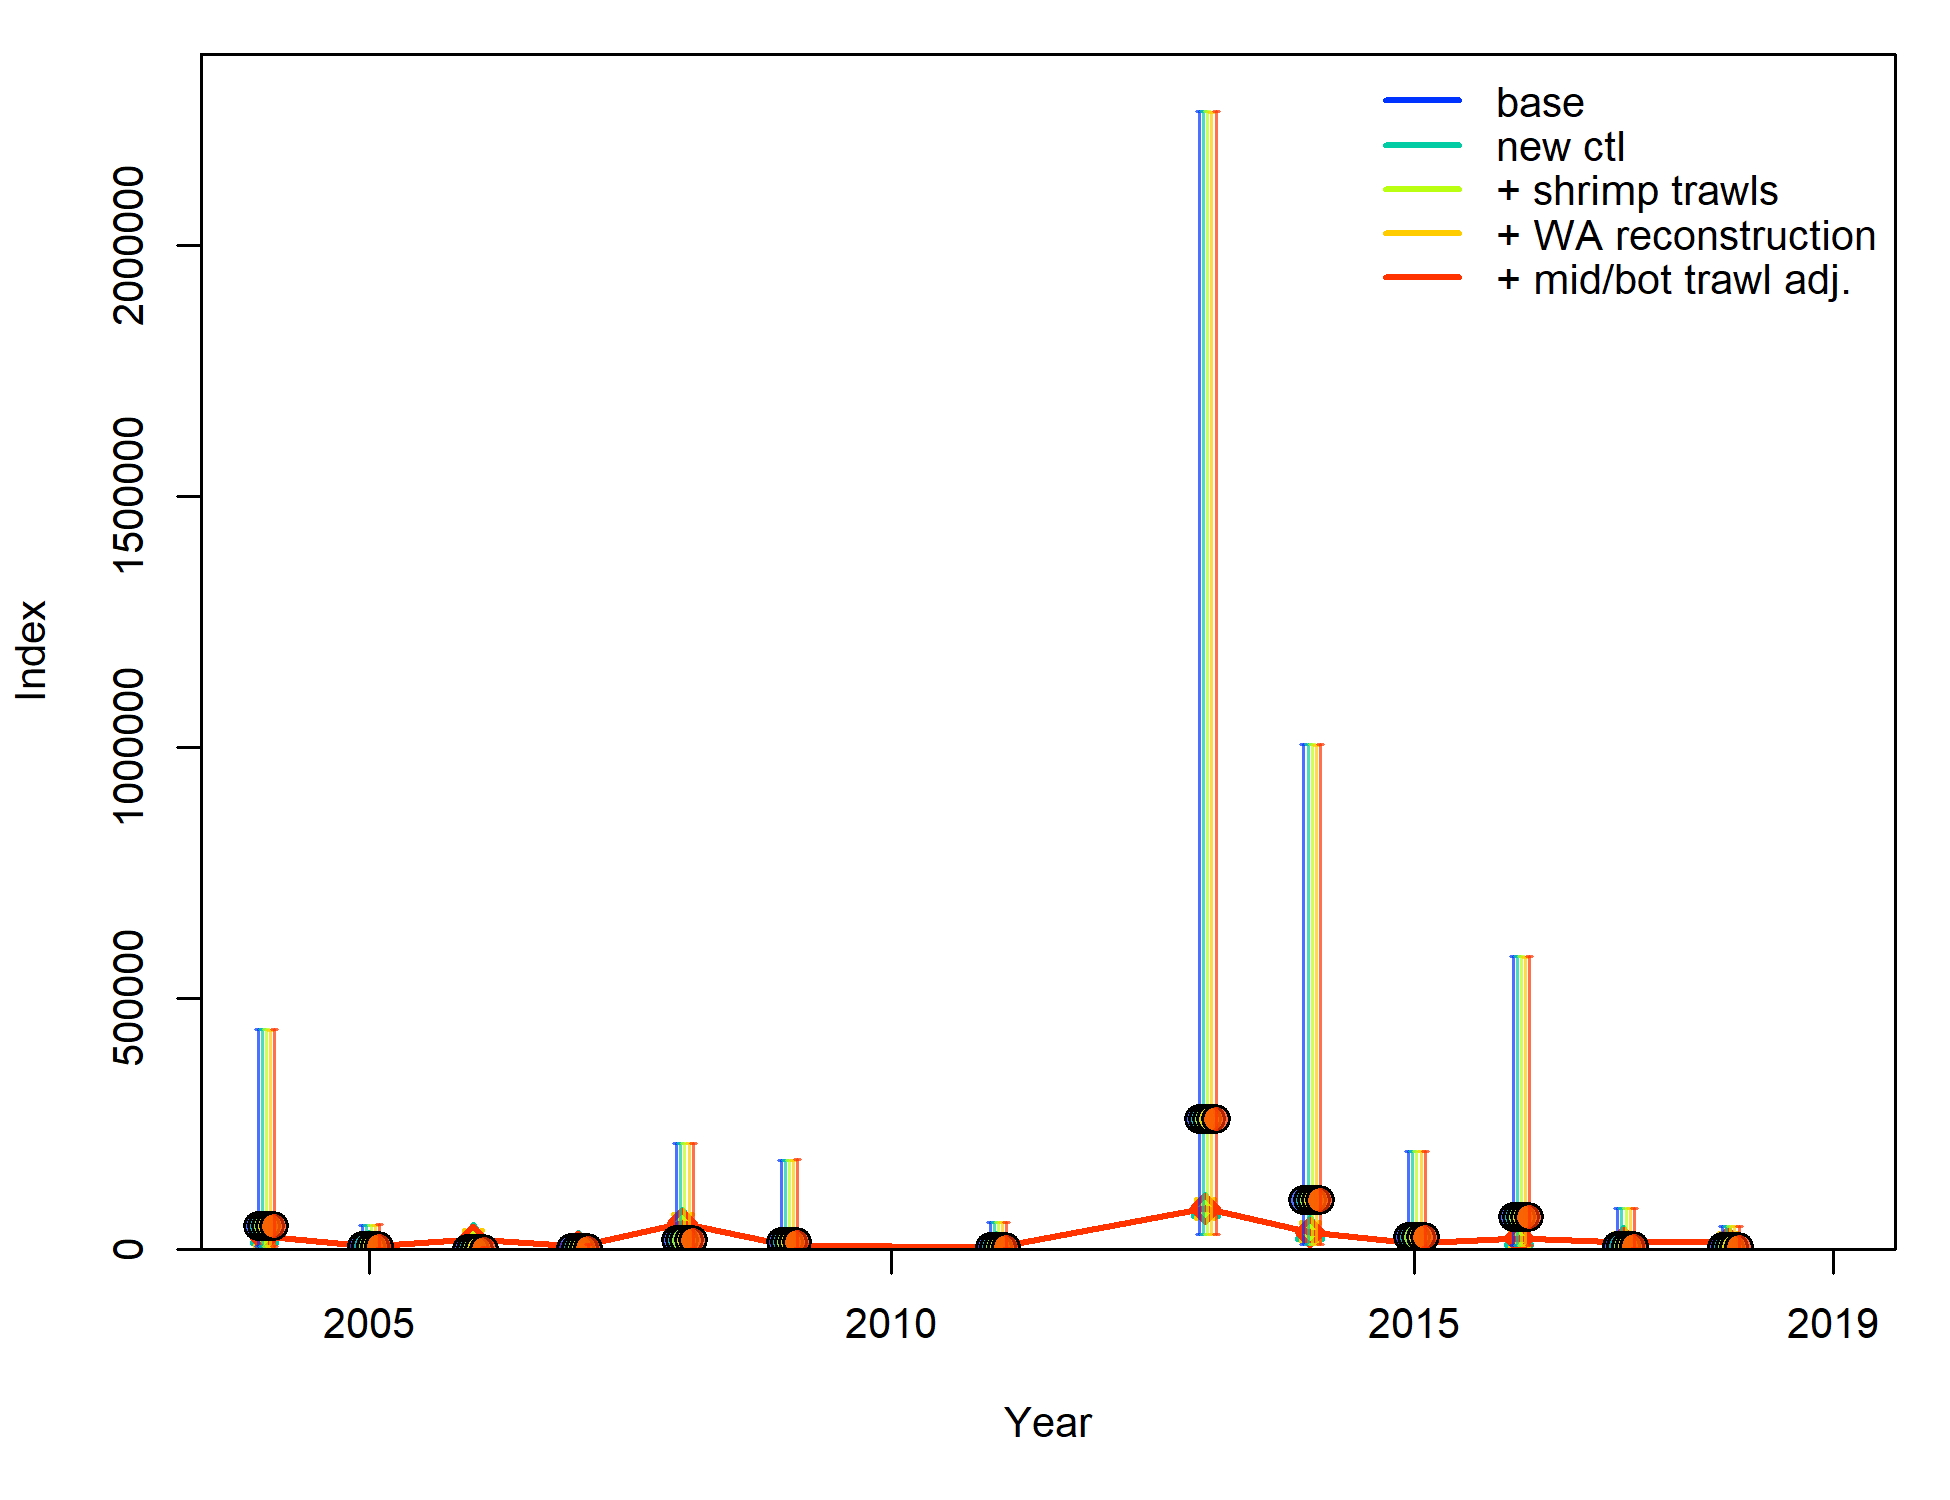 base
new ctl
+ shrimp trawls
+ WA reconstruction
+ mid/bot trawl adj.
Index
2000000
1500000
1000000
500000
0
2005
2010
2015
2019
Year